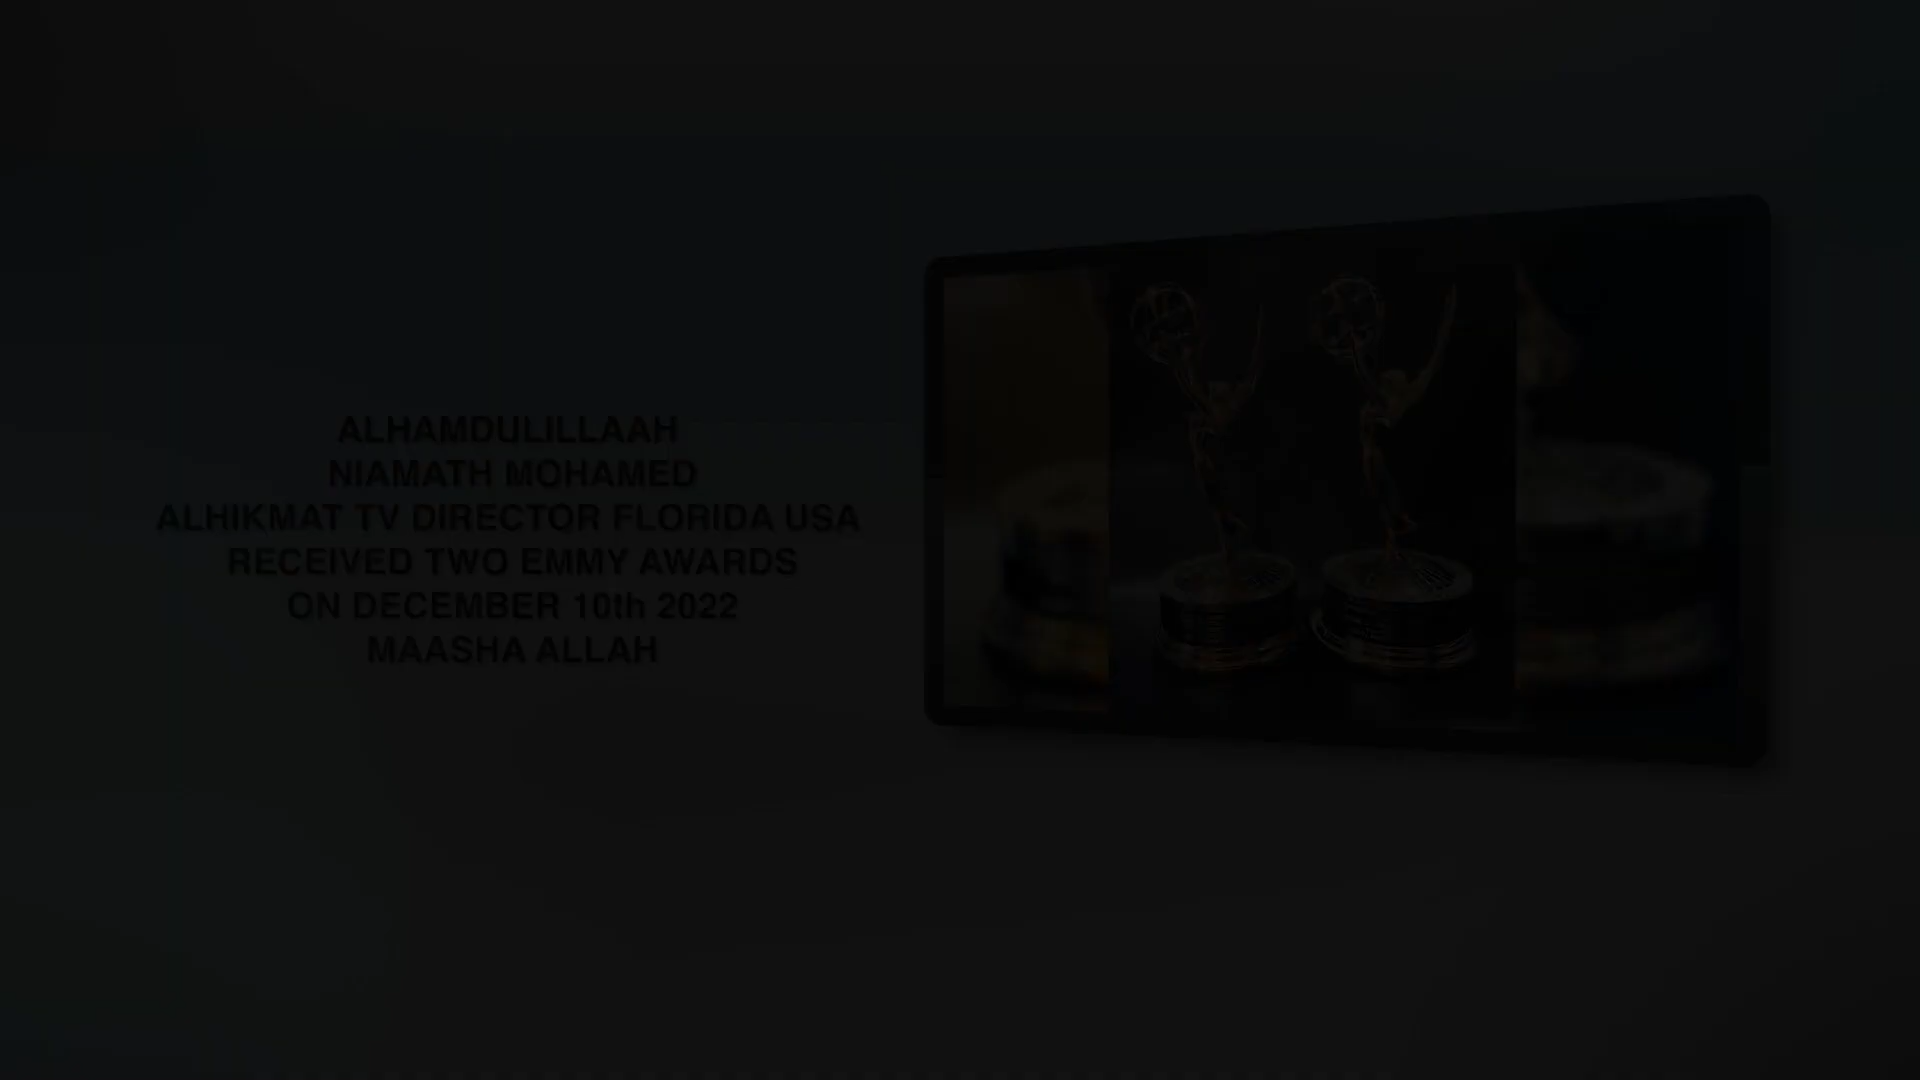 ALHAMDULILLAAH
NIAMATH MOHAMED
ALHIKMAT TV DIRECTOR FLORIDA USA
RECEIVED TWO EMMY AWARDS
ON DECEMBER 10th 2022
MAASHA ALLAH